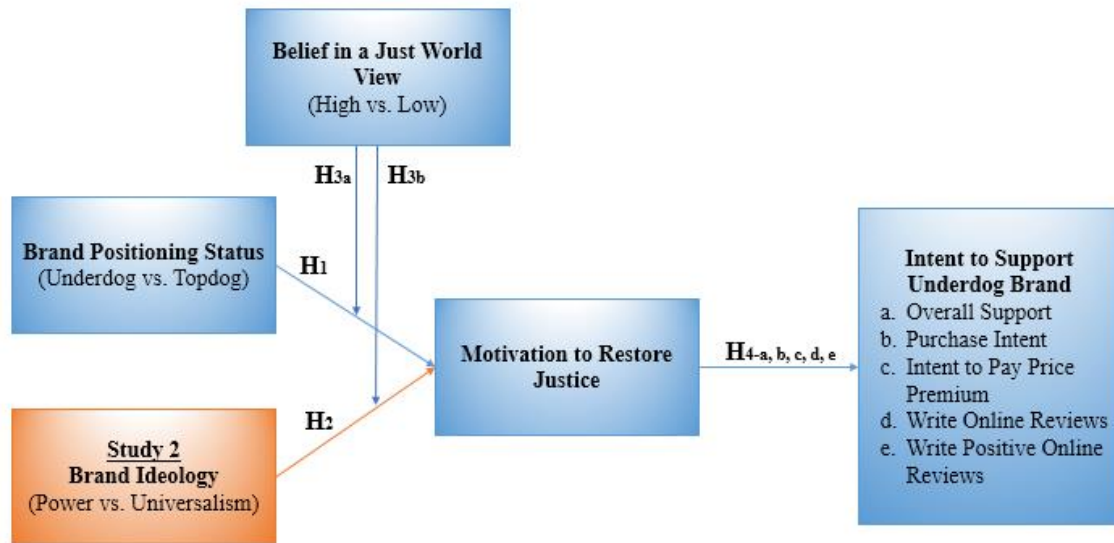 Belief in a Just World
View
(High vs. Low)
H3a
H3b
Brand Positioning Status
(Underdog vs. Topdog)
H1
Motivation to Restore
Justice
H4-a, b, c, d, e
Intent to Support
Underdog Brand
a. Overall Support
b. Purchase Intent
c. Intent to Pay Price
Premium
d. Write Online Reviews
e. Write Positive Online
Reviews
Study 2
Brand Ideology
(Power vs. Universalism)
H2